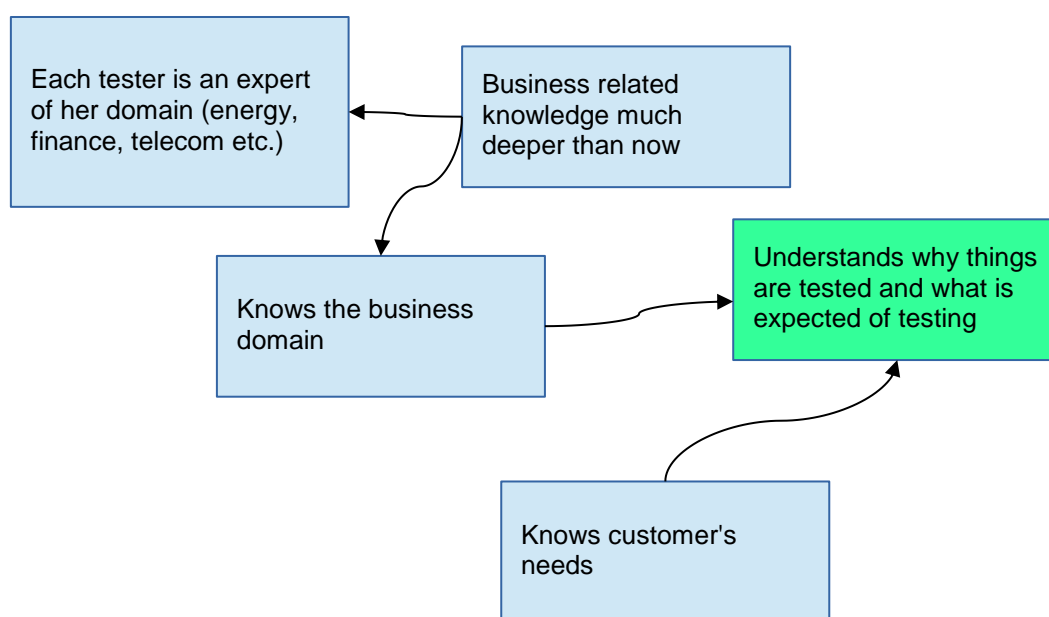 Each tester is an expert
of her domain (energy,
finance, telecom etc.)
Business related
knowledge much
deeper than now
Knows the business
domain
Understands why things
are tested and what is
expected of testing
Knows customer's
needs